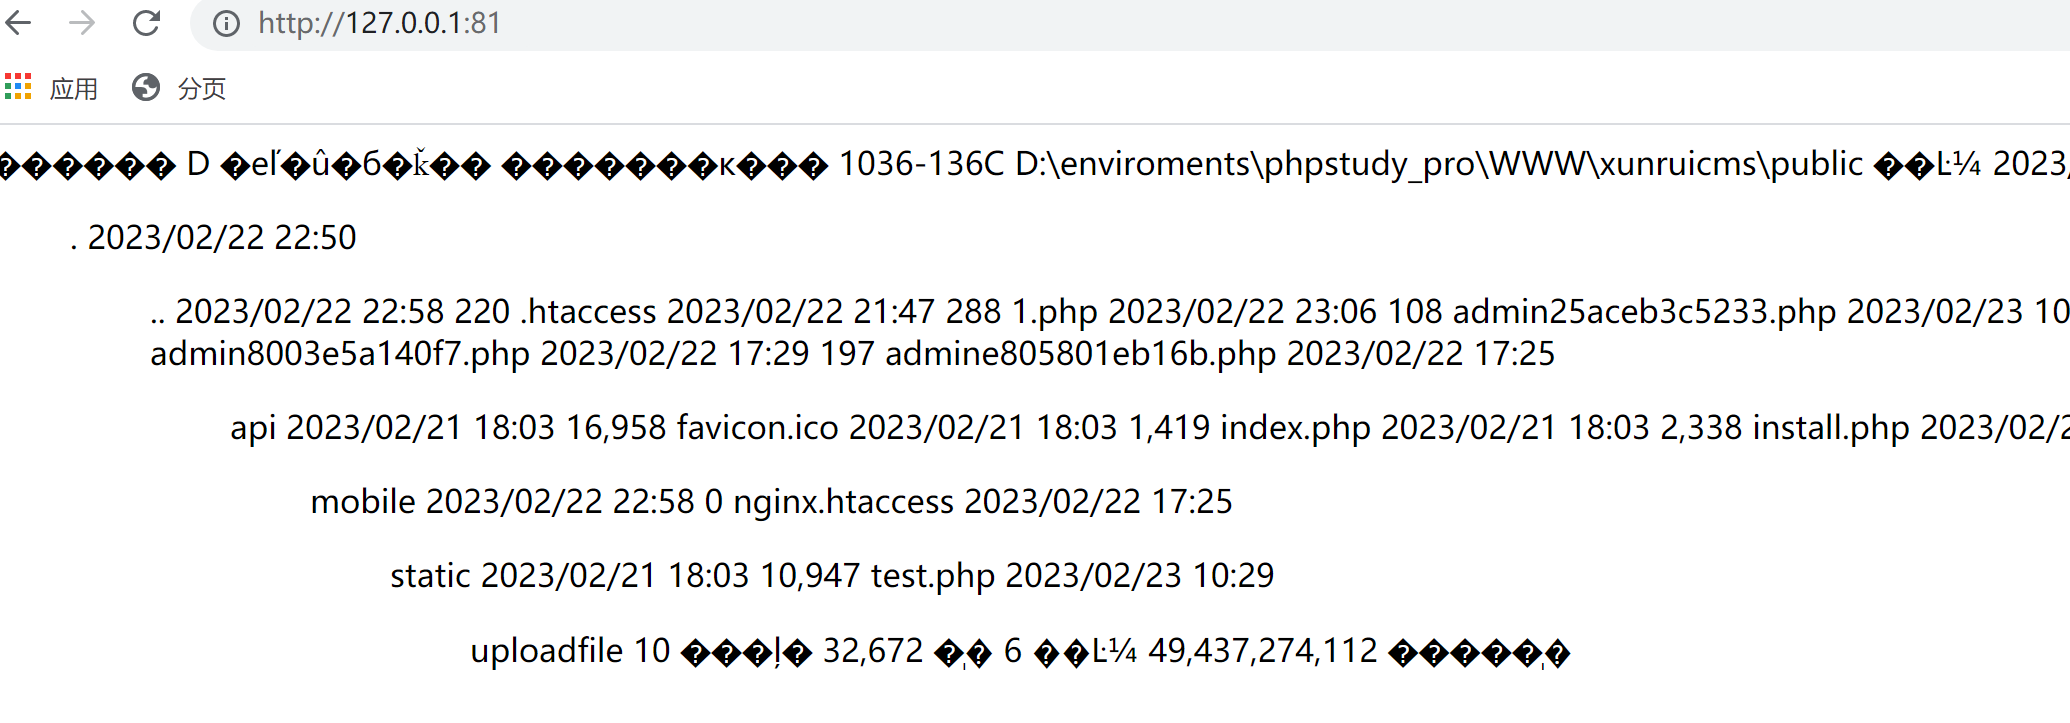 http://127.0.0.1:81
应用 分页
������ D �eľ�û�б�ǩ�� �������к��� 1036-136C D:\enviroments\phpstudy_pro\WWW\xunruicms\public ��Ŀ¼ 2023/
. 2023/02/22 22:50
.. 2023/02/22 22:58 220 .htaccess 2023/02/22 21:47 288 1.php 2023/02/22 23:06 108 admin25aceb3c5233.php 2023/02/23 10
admin8003e5a140f7.php 2023/02/22 17:29 197 admine805801eb16b.php 2023/02/22 17:25
api 2023/02/21 18:03 16,958 favicon.ico 2023/02/21 18:03 1,419 index.php 2023/02/21 18:03 2,338 install.php 2023/02/2
mobile 2023/02/22 22:58 0 nginx.htaccess 2023/02/22 17:25
static 2023/02/21 18:03 10,947 test.php 2023/02/23 10:29
uploadfile 10 ���ļ� 32,672 �ֽ� 6 ��Ŀ¼ 49,437,274,112 �����ֽ�